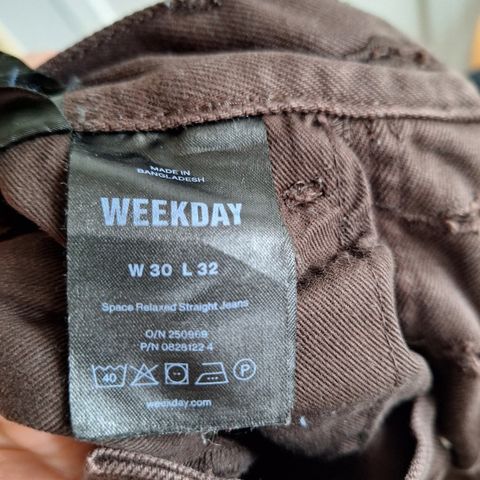 MADE IN
BANGLADESH
WEEKDAY
W 30 L 32
Space Relaxed Straight Jeans
O/N 250969
P/N 0828122 4
40 P
weekday.com